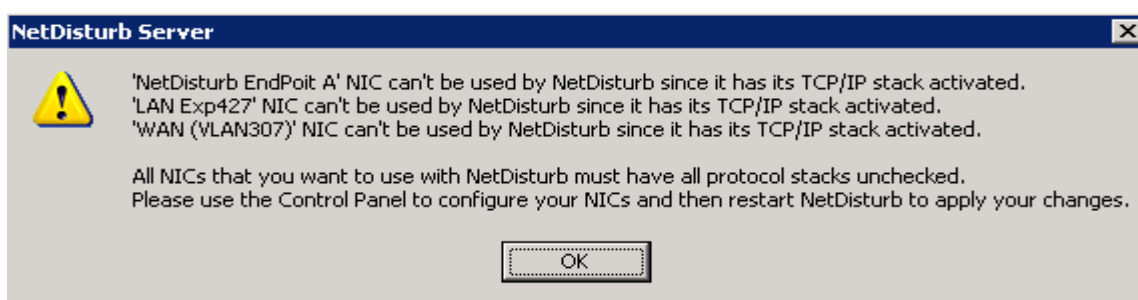 NetDisturb Server
'NetDisturb EndPoit A' NIC can't be used by NetDisturb since it has its TCP/IP stack activated.
'LAN Exp427' NIC can't be used by NetDisturb since it has its TCP/IP stack activated.
'WAN (VLAN307)' NIC can't be used by NetDisturb since it has its TCP/IP stack activated.
All NICs that you want to use with NetDisturb must have all protocol stacks unchecked.
Please use the Control Panel to configure your NICs and then restart NetDisturb to apply your changes.
OK